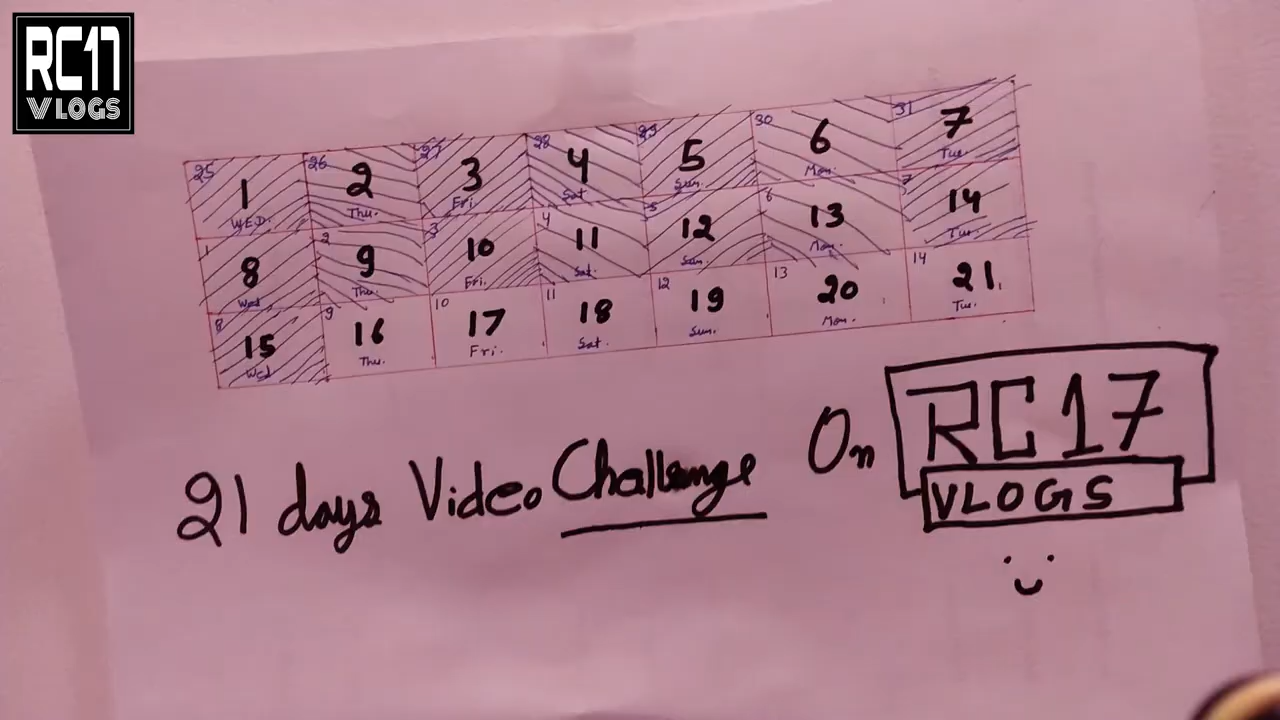 RC17
VLOGS
25 26 27 28 29 30 31
1 2 3 4 5 6 7
WED. Thu. Fri. Sat Sun. Mon. Tue.
1 2 3 4 5 6 7
8 9 10 11 12 13 14
Wed Thu. Fri. Sat. Sun. Mon. Tue.
8 9 10 11 12 13 14
15 16 17 18 19 20 21
Wed Thu. Fri. Sat. Sun. Mon. Tue.
21 days Video Challenge On
RC17
VLOGS